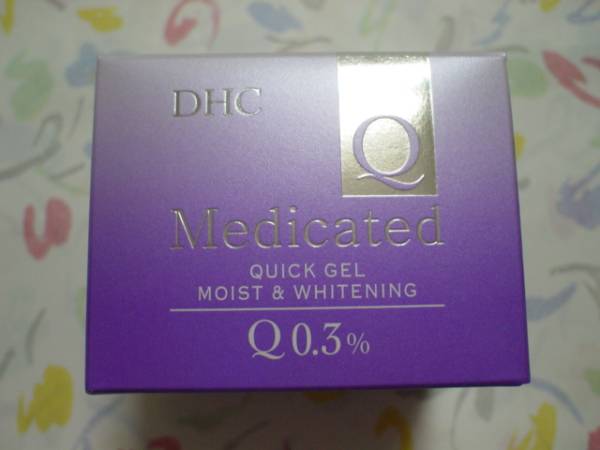 DHC
Q
Medicated
QUICK GEL
MOIST & WHITENING
Q 0.3%